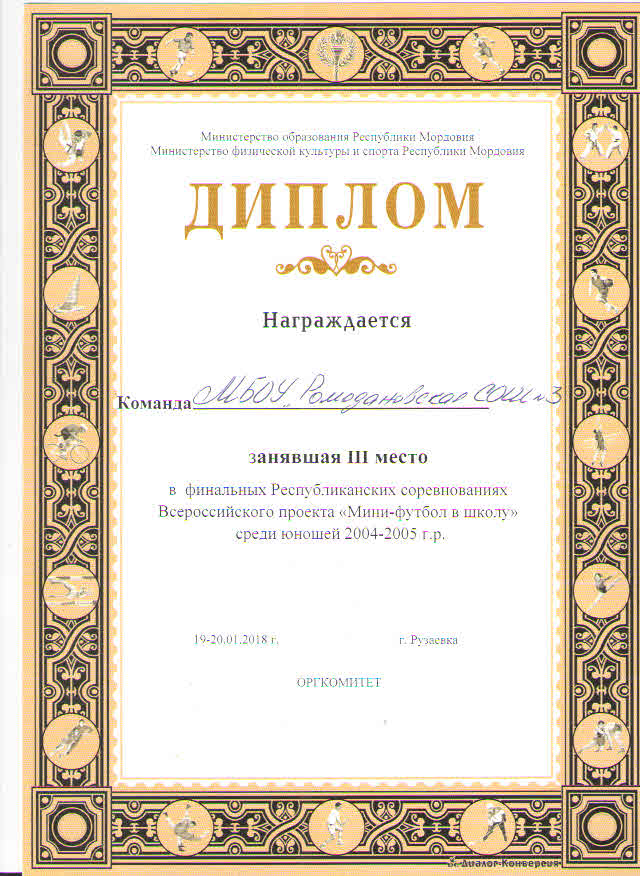 Министерство образования Республики Мордовия
Министерство физической культуры и спорта Республики Мордовия
ДИПЛОМ
Награждается
Команда МБОУ „Ромодановская СОШ №3
занявшая III место
в финальных Республиканских соревнованиях
Всероссийского проекта «Мини-футбол в школу»
среди юношей 2004-2005 г.р.
19-20.01.2018 г. г. Рузаевка
ОРГКОМИТЕТ
Диалог-Конверсия